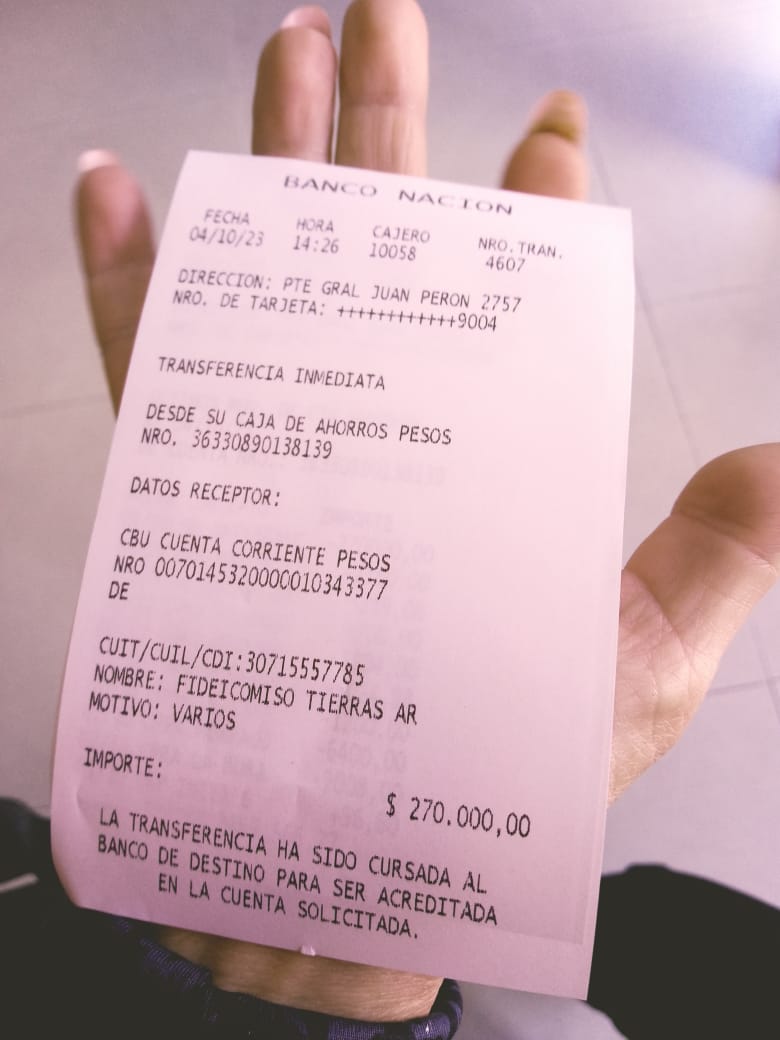 BANCO NACION
FECHA HORA CAJERO NRO.TRAN.
04/10/23 14:26 10058 4607
DIRECCION: PTE GRAL JUAN PERON 2757
NRO. DE TARJETA: ++++++++++++9004
TRANSFERENCIA INMEDIATA
DESDE SU CAJA DE AHORROS PESOS
NRO. 36330890138139
DATOS RECEPTOR:
CBU CUENTA CORRIENTE PESOS
NRO 0070145320000010343377
DE
CUIT/CUIL/CDI:30715557785
NOMBRE: FIDEICOMISO TIERRAS AR
MOTIVO: VARIOS
IMPORTE:
$ 270.000,00
LA TRANSFERENCIA HA SIDO CURSADA AL
BANCO DE DESTINO PARA SER ACREDITADA
EN LA CUENTA SOLICITADA.